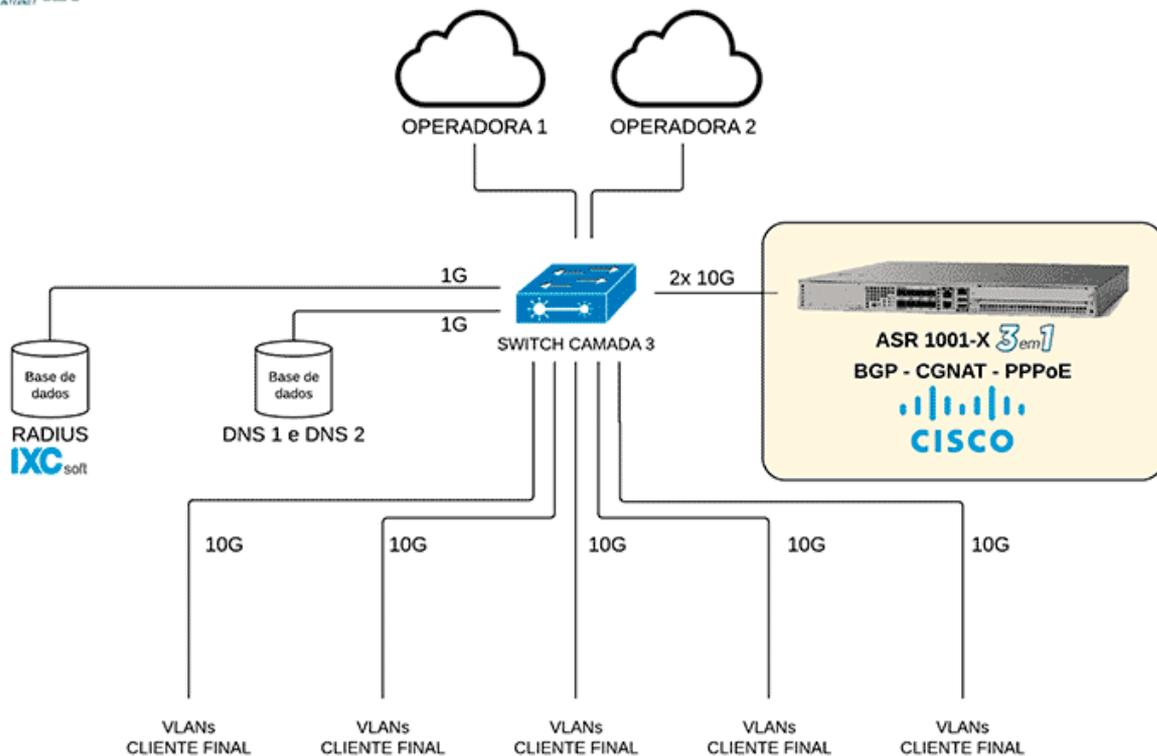 INTERNET
OPERADORA 1
OPERADORA 2
1G
1G
2x 10G
SWITCH CAMADA 3
Base de
dados
RADIUS
IXCsoft
Base de
dados
DNS 1 e DNS 2
ASR 1001-X 3em1
BGP - CGNAT - PPPoE
CISCO
10G
10G
10G
10G
10G
VLANs
CLIENTE FINAL
VLANs
CLIENTE FINAL
VLANs
CLIENTE FINAL
VLANs
CLIENTE FINAL
VLANs
CLIENTE FINAL